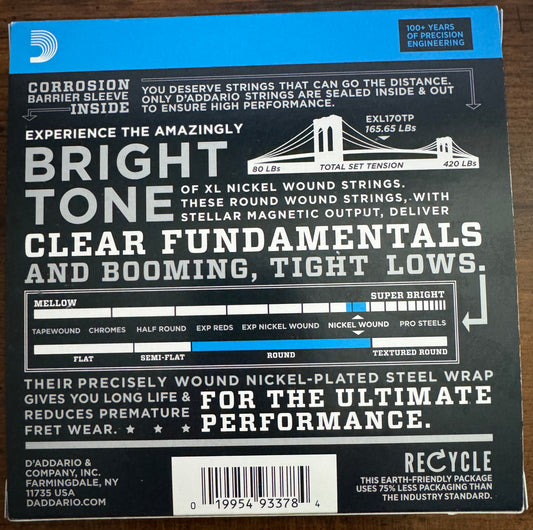 100+ YEARS
OF PRECISION
ENGINEERING
CORROSION
BARRIER SLEEVE
INSIDE
YOU DESERVE STRINGS THAT CAN GO THE DISTANCE.
ONLY D'ADDARIO STRINGS ARE SEALED INSIDE & OUT
TO ENSURE HIGH PERFORMANCE.
EXPERIENCE THE AMAZINGLY
BRIGHT
TONE
EXL170TP
165.65 LBs
80 LBs
TOTAL SET TENSION
420 LBs
OF XL NICKEL WOUND STRINGS.
THESE ROUND WOUND STRINGS, WITH
STELLAR MAGNETIC OUTPUT, DELIVER
CLEAR FUNDAMENTALS
AND BOOMING, TIGHT LOWS.
MELLOW
SUPER BRIGHT
TAPEWOUND CHROMES HALF ROUND EXP REDS EXP NICKEL WOUND NICKEL WOUND PRO STEELS
FLAT SEMI-FLAT ROUND TEXTURED ROUND
THEIR PRECISELY WOUND NICKEL-PLATED STEEL WRAP
GIVES YOU LONG LIFE &
REDUCES PREMATURE
FRET WEAR.
FOR THE ULTIMATE
PERFORMANCE.
D'ADDARIO &
COMPANY, INC.
FARMINGDALE, NY
11735 USA
DADDARIO.COM
0 19954 93378 4
RECYCLE
THIS EARTH-FRIENDLY PACKAGE
USES 75% LESS PACKAGING THAN
THE INDUSTRY STANDARD.